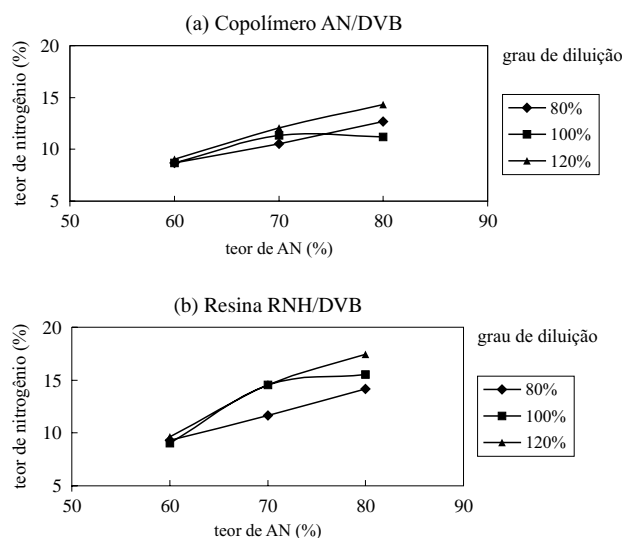 (a) Copolímero AN/DVB
teor de nitrogênio (%)
20
15
10
5
50 60 70 80 90
teor de AN (%)
grau de diluição
80%
100%
120%
(b) Resina RNH/DVB
teor de nitrogênio (%)
20
15
10
5
50 60 70 80 90
teor de AN (%)
grau de diluição
80%
100%
120%